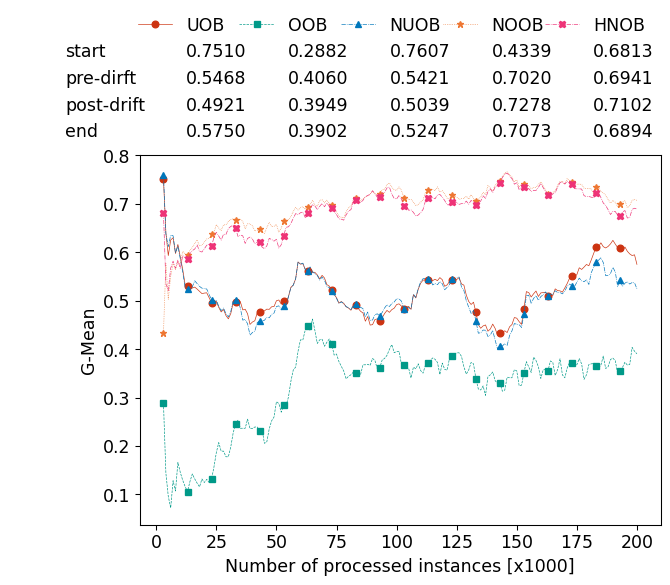 UOB OOB NUOB NOOB HNOB
start 0.7510 0.2882 0.7607 0.4339 0.6813
pre-dirft 0.5468 0.4060 0.5421 0.7020 0.6941
post-drift 0.4921 0.3949 0.5039 0.7278 0.7102
end 0.5750 0.3902 0.5247 0.7073 0.6894
0.8
0.7
0.6
0.5
0.4
0.3
0.2
0.1
G-Mean
0 25 50 75 100 125 150 175 200
Number of processed instances [x1000]